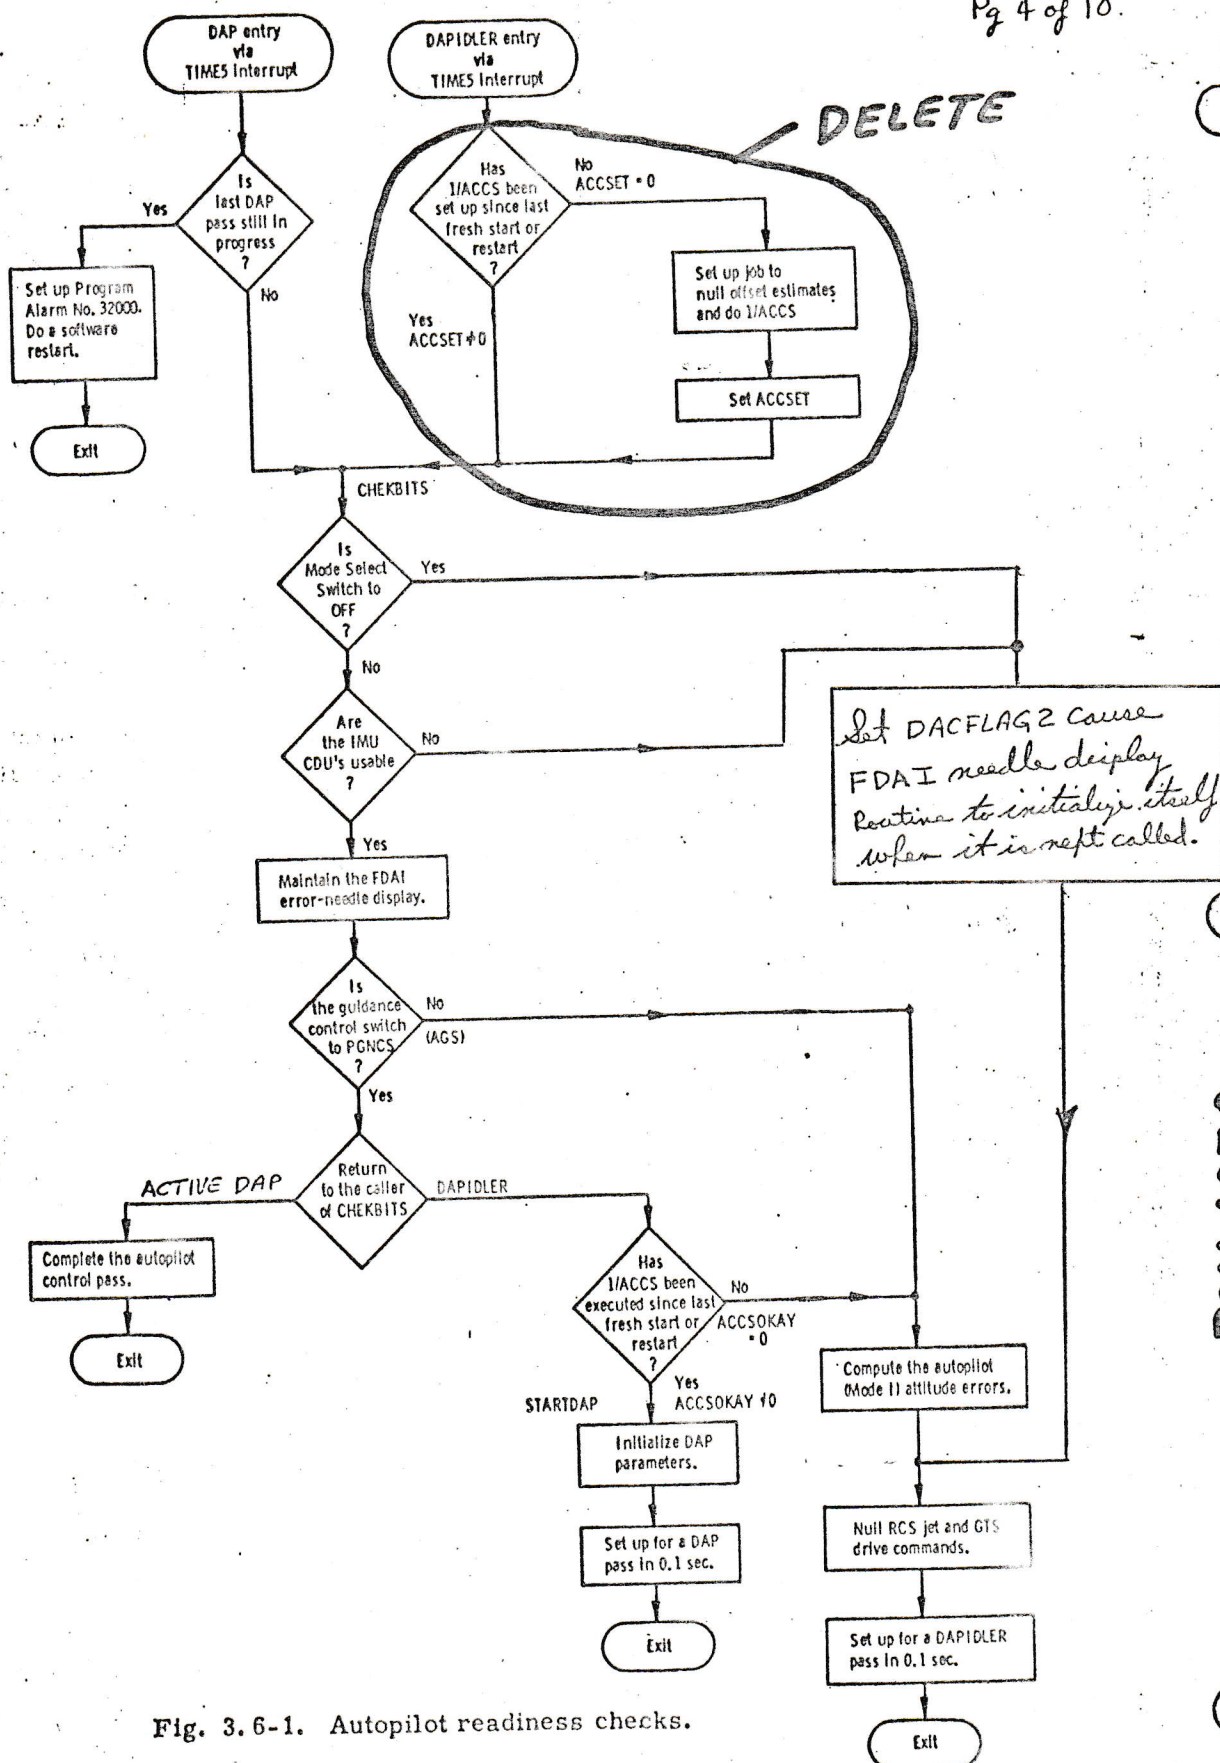 Pg 4 of 10.
DAP entry
via
TIME5 Interrupt
DAPIDLER entry
via
TIME5 Interrupt
DELETE
Is
last DAP
pass still in
progress
?
Yes
No
Set up Program
Alarm No. 32000.
Do a software
restart.
Exit
Has
1/ACCS been
set up since last
fresh start or
restart
?
No
ACCSET = 0
Yes
ACCSET ≠ 0
Set up job to
null offset estimates
and do 1/ACCS
Set ACCSET
CHEKBITS
Is
Mode Select
Switch to
OFF
?
Yes
No
Are
the IMU
CDU's usable
?
No
Yes
Set DACFLAG2 Cause
FDAI needle display
Routine to initialize itself
when it is next called.
Maintain the FDAI
error-needle display.
Is
the guidance
control switch
to PGNCS
?
No
(AGS)
Yes
Return
to the caller
of CHEKBITS
ACTIVE DAP
DAPIDLER
Complete the autopilot
control pass.
Exit
Has
1/ACCS been
executed since last
fresh start or
restart
?
No
ACCSOKAY
= 0
Yes
ACCSOKAY ≠ 0
STARTDAP
Initialize DAP
parameters.
Set up for a DAP
pass in 0.1 sec.
Exit
Compute the autopilot
(Mode I) attitude errors.
Null RCS jet and GTS
drive commands.
Set up for a DAPIDLER
pass in 0.1 sec.
Exit
Fig. 3.6-1. Autopilot readiness checks.